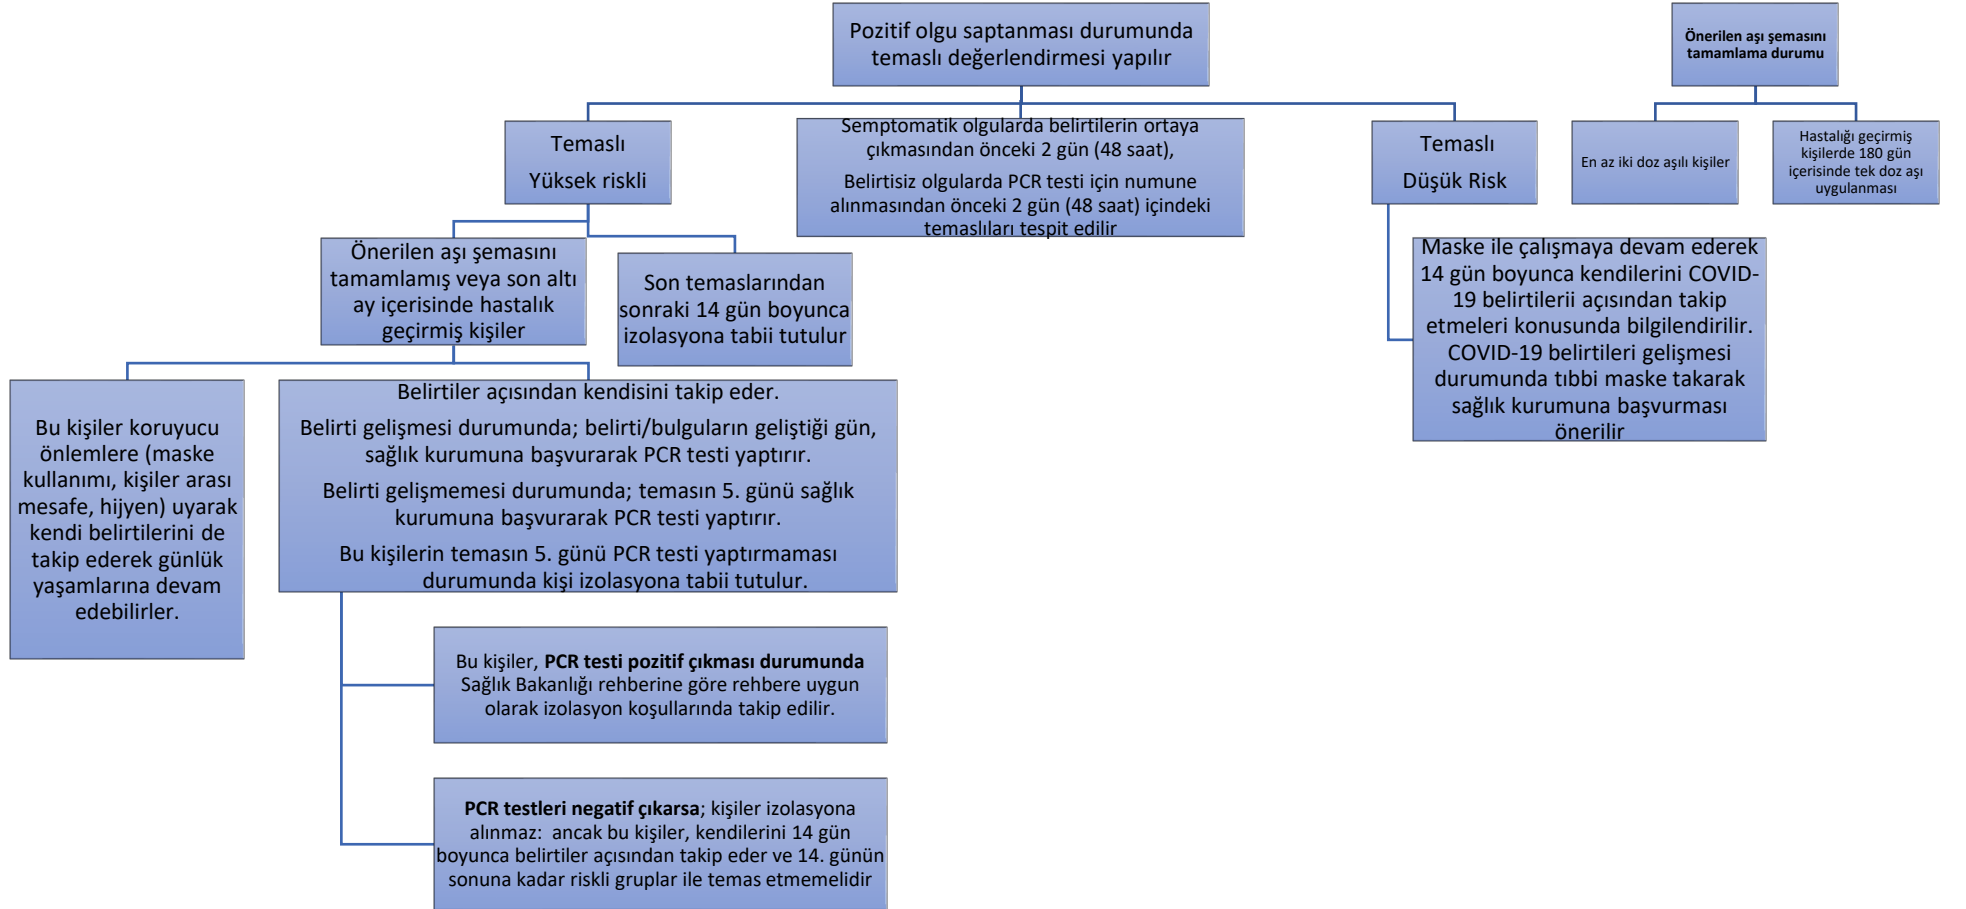 Pozitif olgu saptanması durumunda
temaslı değerlendirmesi yapılır
Önerilen aşı şemasını
tamamlama durumu
Temaslı
Yüksek riskli
Semptomatik olgularda belirtilerin ortaya
çıkmasından önceki 2 gün (48 saat),
Belirtisiz olgularda PCR testi için numune
alınmasından önceki 2 gün (48 saat) içindeki
temaslıları tespit edilir
Temaslı
Düşük Risk
En az iki doz aşılı kişiler
Hastalığı geçirmiş
kişilerde 180 gün
içerisinde tek doz aşı
uygulanması
Önerilen aşı şemasını
tamamlamış veya son altı
ay içerisinde hastalık
geçirmiş kişiler
Son temaslarından
sonraki 14 gün boyunca
izolasyona tabii tutulur
Maske ile çalışmaya devam ederek
14 gün boyunca kendilerini COVID-
19 belirtilerii açısından takip
etmeleri konusunda bilgilendirilir.
COVID-19 belirtileri gelişmesi
durumunda tıbbi maske takarak
sağlık kurumuna başvurması
önerilir
Bu kişiler koruyucu
önlemlere (maske
kullanımı, kişiler arası
mesafe, hijyen) uyarak
kendi belirtilerini de
takip ederek günlük
yaşamlarına devam
edebilirler.
Belirtiler açısından kendisini takip eder.
Belirti gelişmesi durumunda; belirti/bulguların geliştiği gün,
sağlık kurumuna başvurarak PCR testi yaptırır.
Belirti gelişmemesi durumunda; temasın 5. günü sağlık
kurumuna başvurarak PCR testi yaptırır.
Bu kişilerin temasın 5. günü PCR testi yaptırmaması
durumunda kişi izolasyona tabii tutulur.
Bu kişiler, PCR testi pozitif çıkması durumunda
Sağlık Bakanlığı rehberine göre rehbere uygun
olarak izolasyon koşullarında takip edilir.
PCR testleri negatif çıkarsa; kişiler izolasyona
alınmaz: ancak bu kişiler, kendilerini 14 gün
boyunca belirtiler açısından takip eder ve 14. günün
sonuna kadar riskli gruplar ile temas etmemelidir